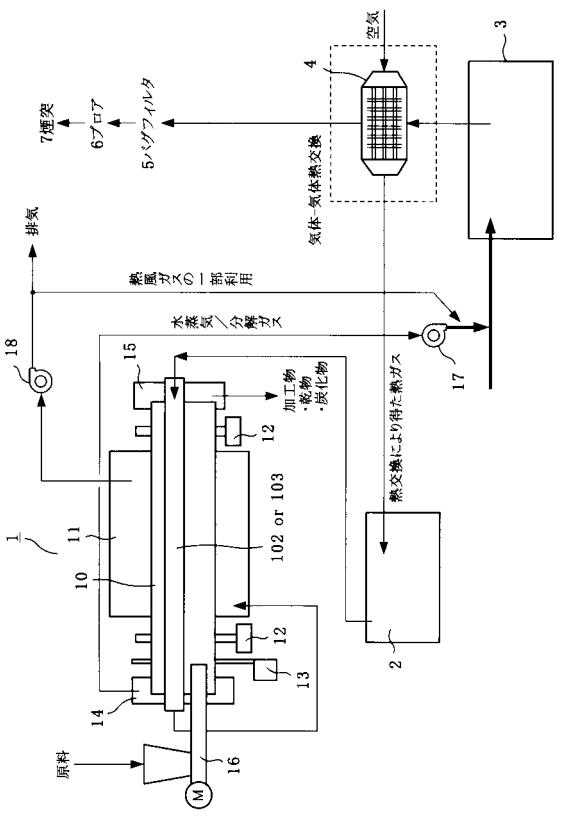 1
18
排気
7煙突
6ブロア
5バグフィルタ
空気
4
3
気体−気体熱交換
熱風ガスの一部利用
水蒸気／分解ガス
15
11
10
14
12
12
13
加工物
・乾物
・炭化物
17
102 or 103
熱交換により得た熱ガス
2
原料
16
M